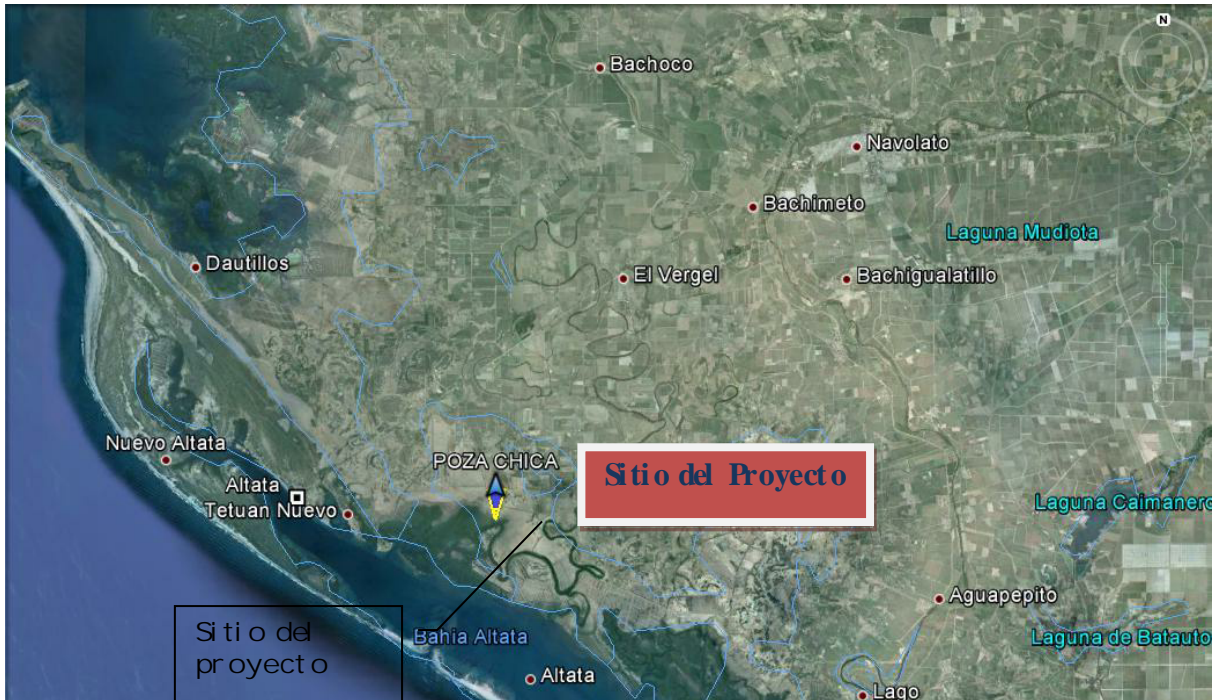 N
Bachoco
Navolato
Bachimeto
Laguna Mudiota
Dautillos
El Vergel
Bachigualatillo
Nuevo Altata
POZA CHICA
Sitio del Proyecto
Altata
Tetuan Nuevo
Laguna Caimanero
Aguapepito
Sitio del
proyecto
Bahia Altata
Laguna de Batauto
Altata
Lago